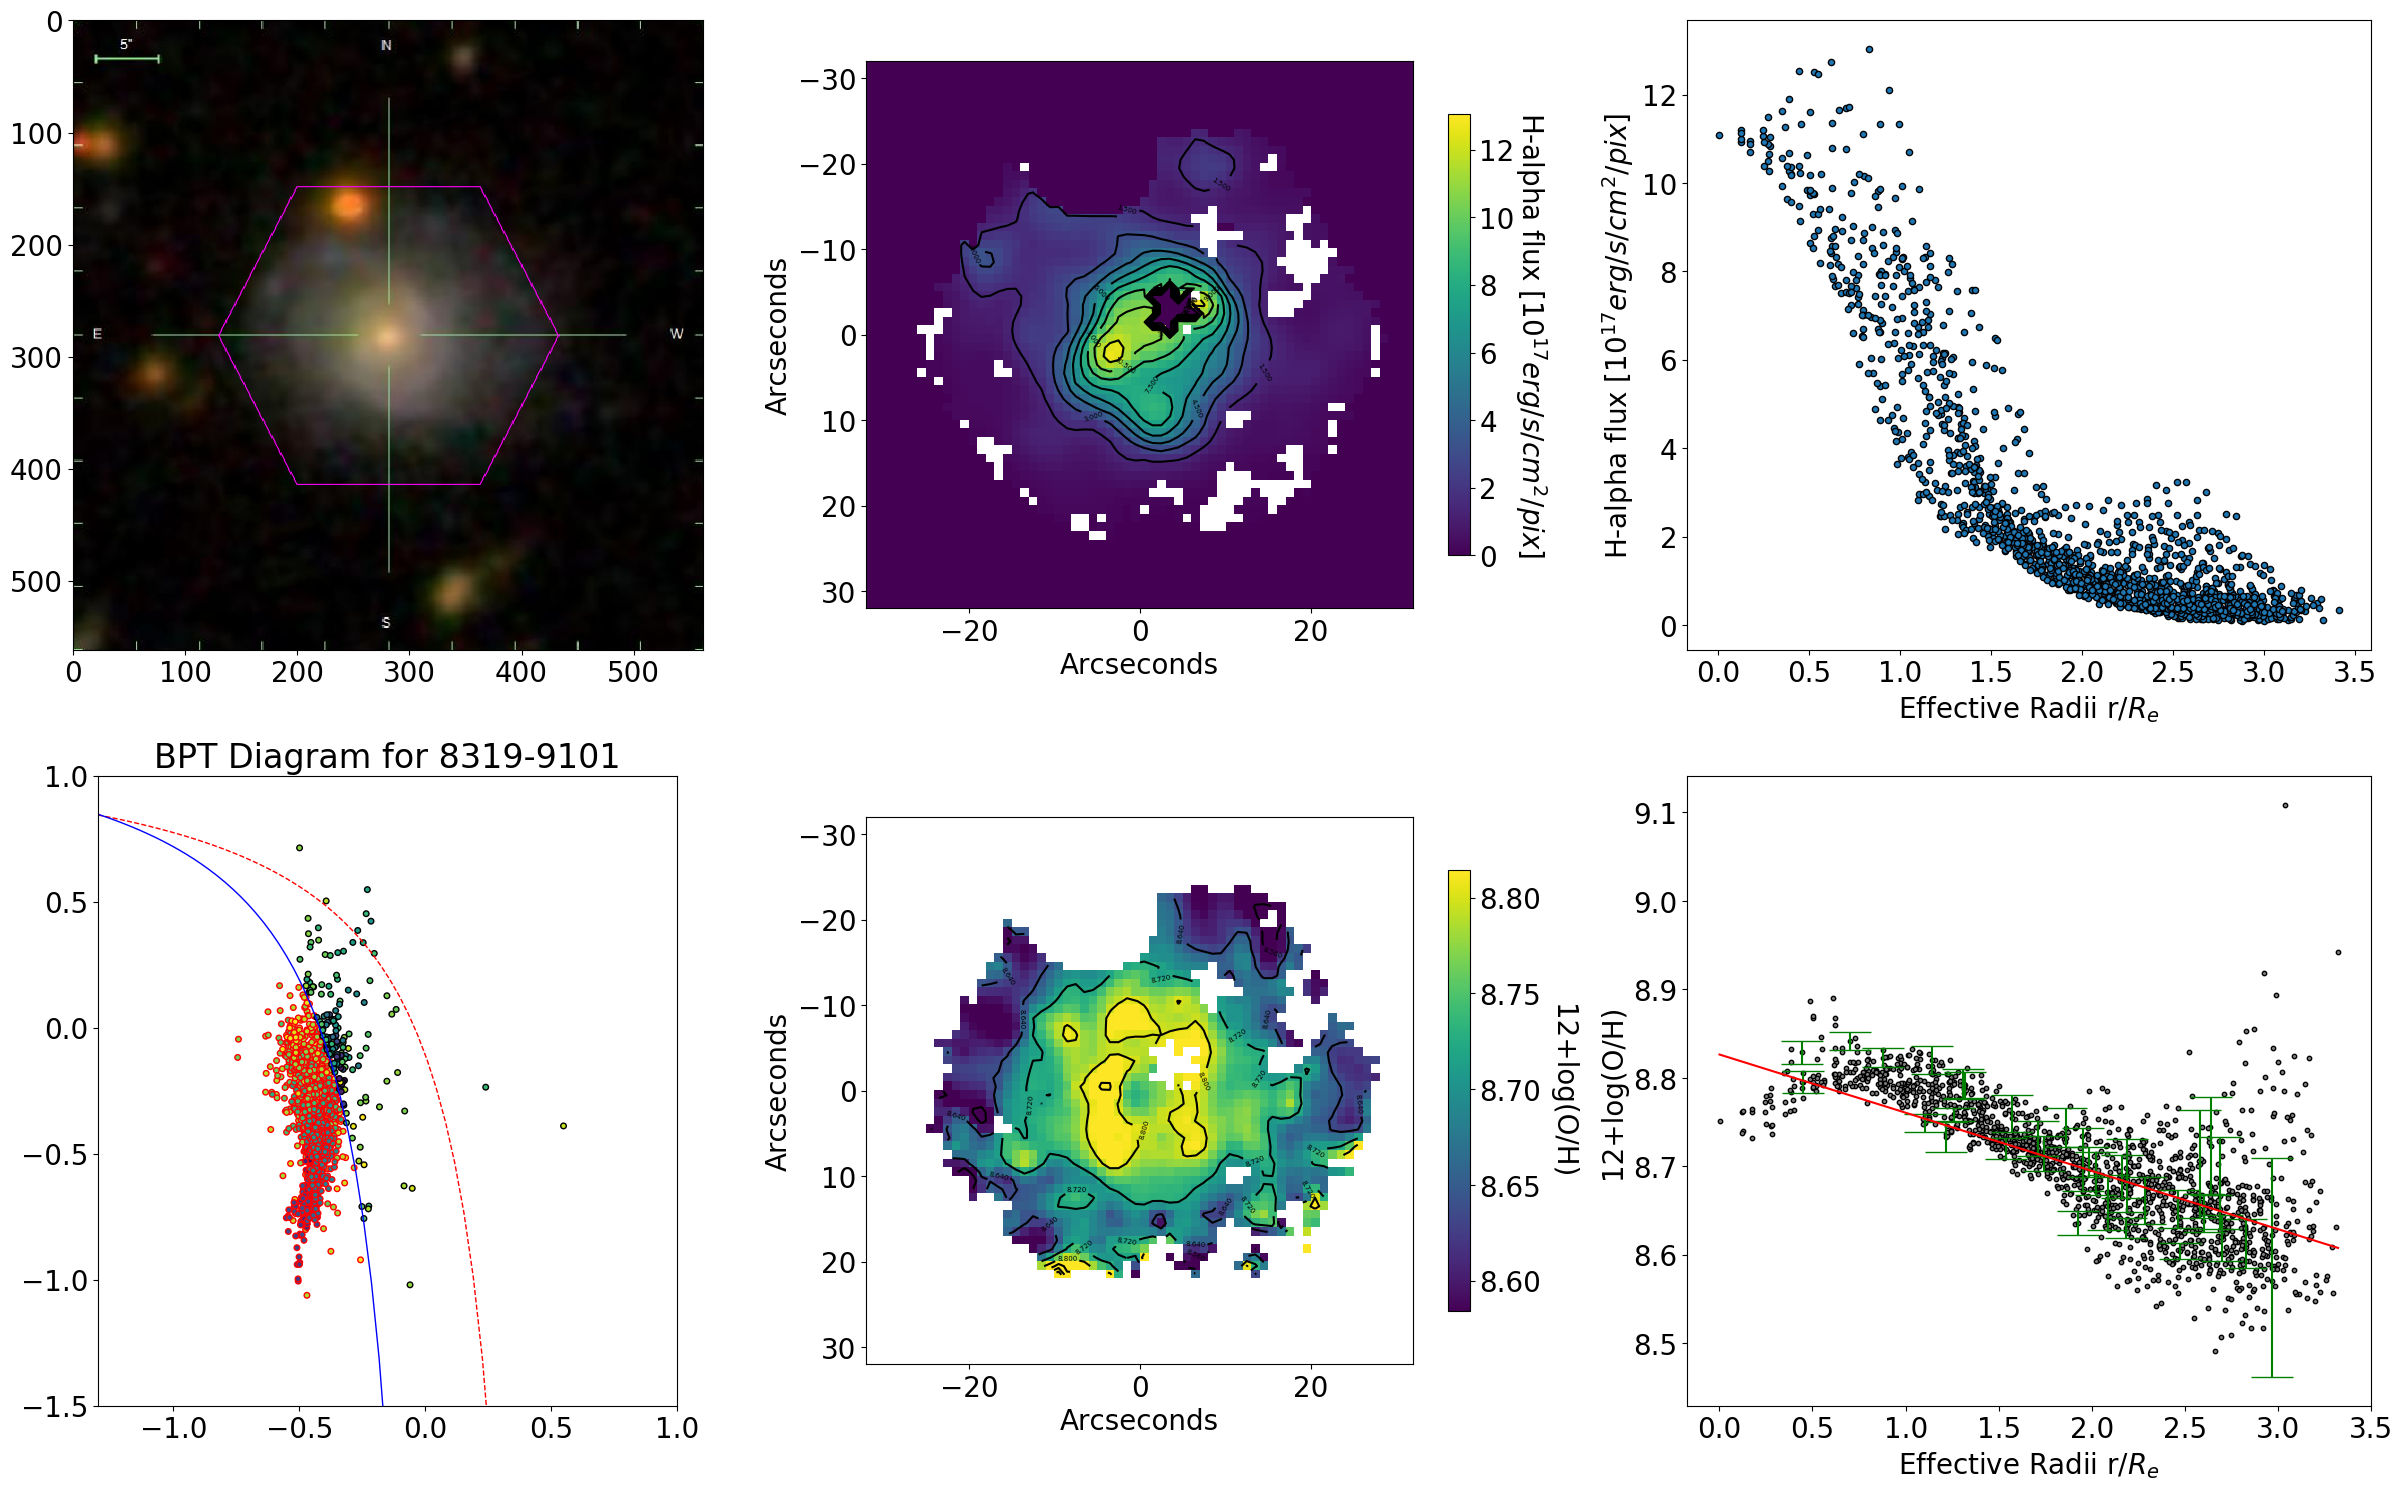 5"
N
E
W
S
0
100
200
300
400
500
0 100 200 300 400 500
−30
−20
−10
0
10
20
30
−20 0 20
Arcseconds
Arcseconds
12
10
8
6
4
2
0
H-alpha flux [10^17 erg/s/cm^2/pix]
H-alpha flux [10^17 erg/s/cm^2/pix]
12
10
8
6
4
2
0
0.0 0.5 1.0 1.5 2.0 2.5 3.0 3.5
Effective Radii r/R_e
BPT Diagram for 8319-9101
1.0
0.5
0.0
−0.5
−1.0
−1.5
−1.0 −0.5 0.0 0.5 1.0
−30
−20
−10
0
10
20
30
−20 0 20
Arcseconds
Arcseconds
8.80
8.75
8.70
8.65
8.60
12+log(O/H)
12+log(O/H)
9.1
9.0
8.9
8.8
8.7
8.6
8.5
0.0 0.5 1.0 1.5 2.0 2.5 3.0 3.5
Effective Radii r/R_e